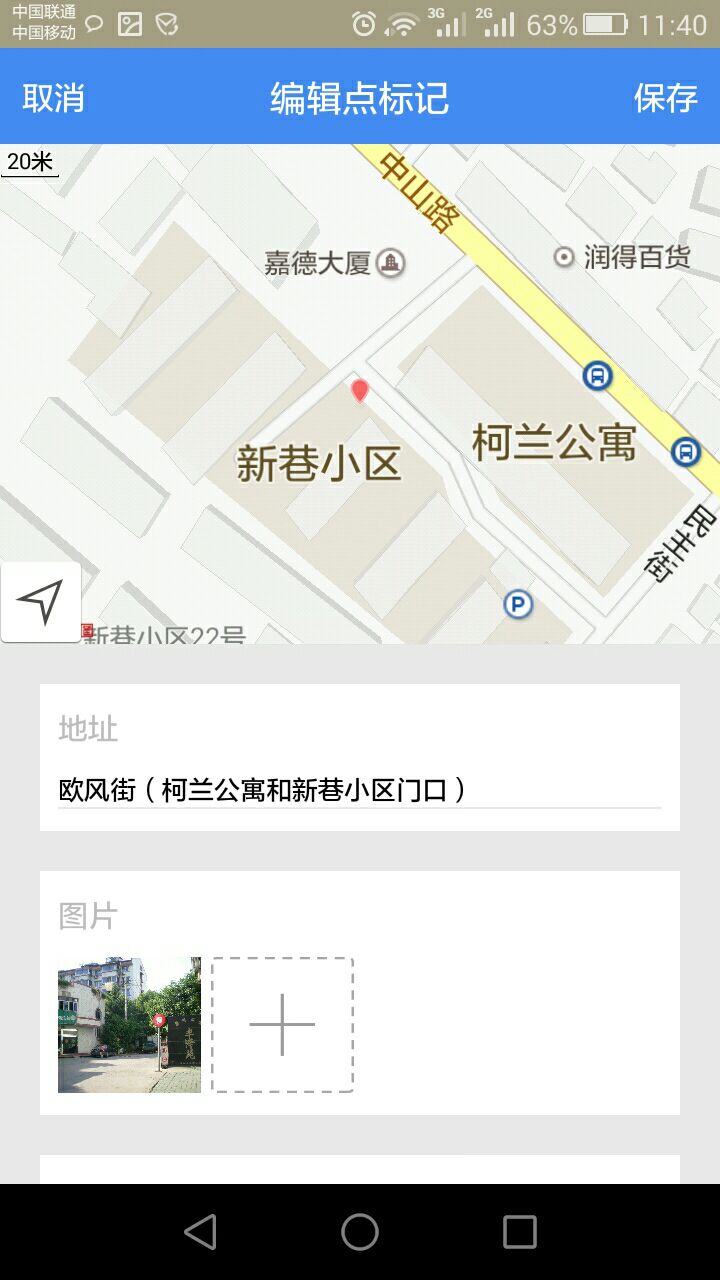 中国联通
中国移动
3G
2G
63%
11:40
取消
编辑点标记
保存
20米
中山路
嘉德大厦
润得百货
柯兰公寓
新巷小区
民主街
P
新巷小区22号
地址
欧风街（柯兰公寓和新巷小区门口）
图片